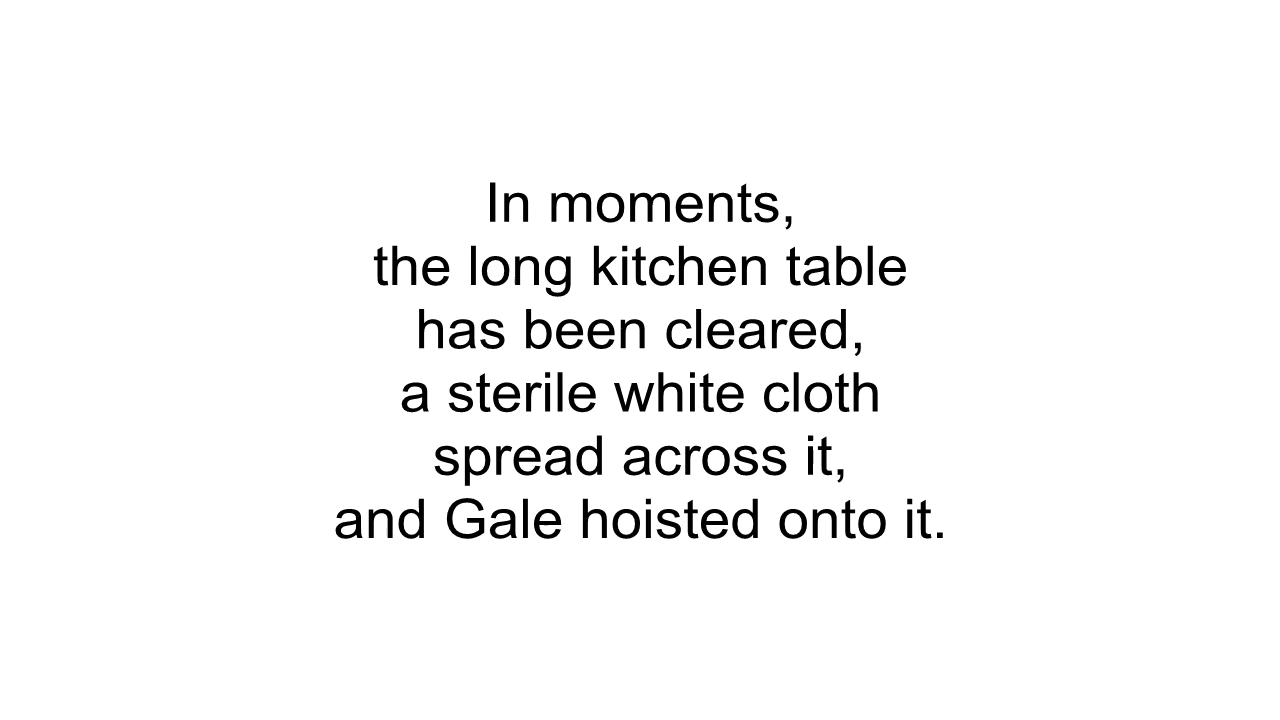 In moments,
the long kitchen table
has been cleared,
a sterile white cloth
spread across it,
and Gale hoisted onto it.